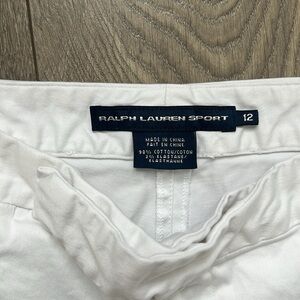 RALPH LAUREN SPORT 12
MADE IN CHINA
FAIT EN CHINE
98% COTTON/COTON
2% ELASTANE/
ELASTHANNE